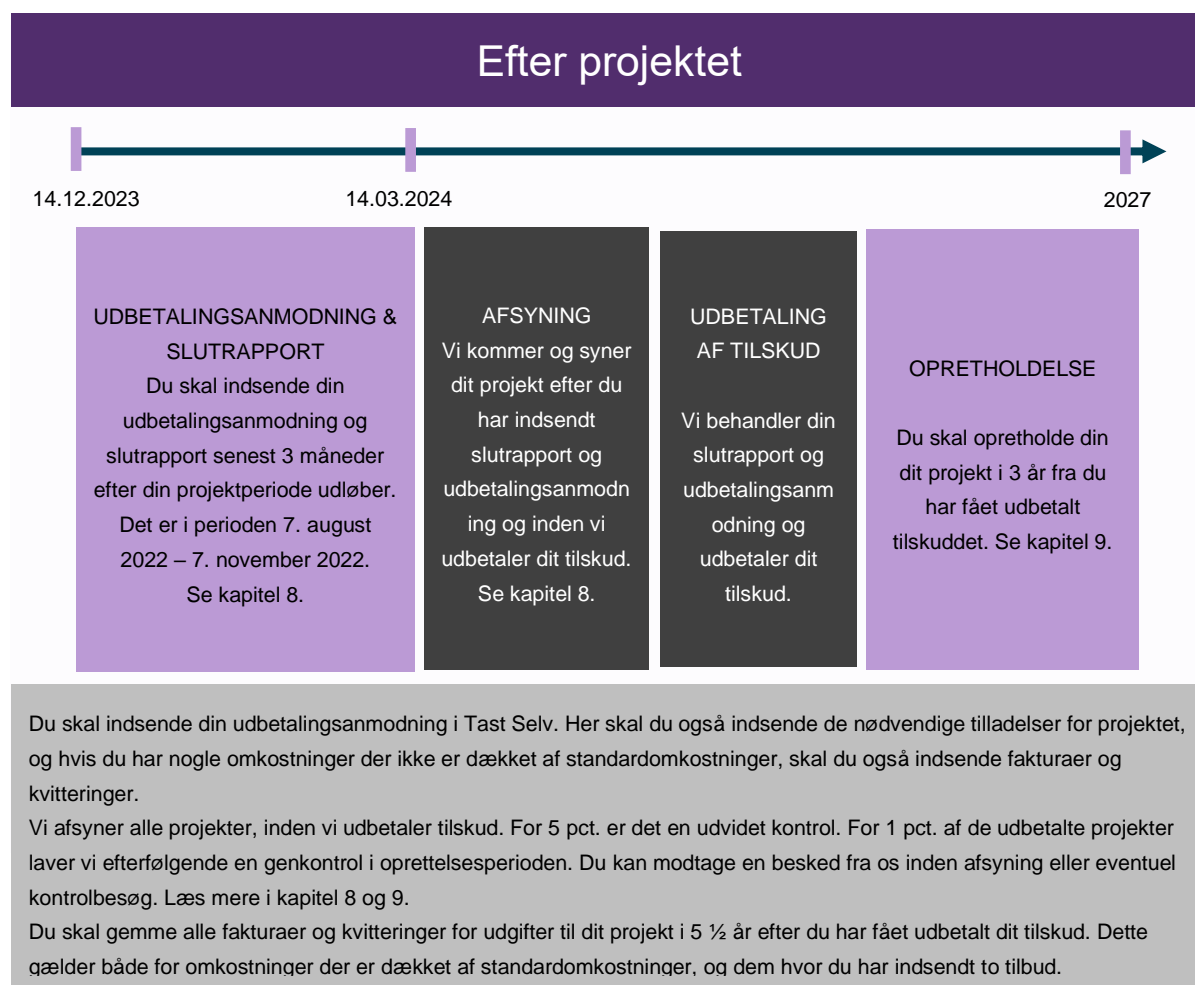 Efter projektet
14.12.2023
14.03.2024
2027
UDBETALINGSANMODNING &
SLUTRAPPORT
Du skal indsende din
udbetalingsanmodning og
slutrapport senest 3 måneder
efter din projektperiode udløber.
Det er i perioden 7. august
2022 – 7. november 2022.
Se kapitel 8.
AFSYNING
Vi kommer og syner
dit projekt efter du
har indsendt
slutrapport og
udbetalingsanmodn
ing og inden vi
udbetaler dit tilskud.
Se kapitel 8.
UDBETALING
AF TILSKUD
Vi behandler din
slutrapport og
udbetalingsanm
odning og
udbetaler dit
tilskud.
OPRETHOLDELSE
Du skal opretholde din
dit projekt i 3 år fra du
har fået udbetalt
tilskuddet. Se kapitel 9.
Du skal indsende din udbetalingsanmodning i Tast Selv. Her skal du også indsende de nødvendige tilladelser for projektet,
og hvis du har nogle omkostninger der ikke er dækket af standardomkostninger, skal du også indsende fakturaer og
kvitteringer.
Vi afsyner alle projekter, inden vi udbetaler tilskud. For 5 pct. er det en udvidet kontrol. For 1 pct. af de udbetalte projekter
laver vi efterfølgende en genkontrol i oprettelsesperioden. Du kan modtage en besked fra os inden afsyning eller eventuel
kontrolbesøg. Læs mere i kapitel 8 og 9.
Du skal gemme alle fakturaer og kvitteringer for udgifter til dit projekt i 5 ½ år efter du har fået udbetalt dit tilskud. Dette
gælder både for omkostninger der er dækket af standardomkostninger, og dem hvor du har indsendt to tilbud.